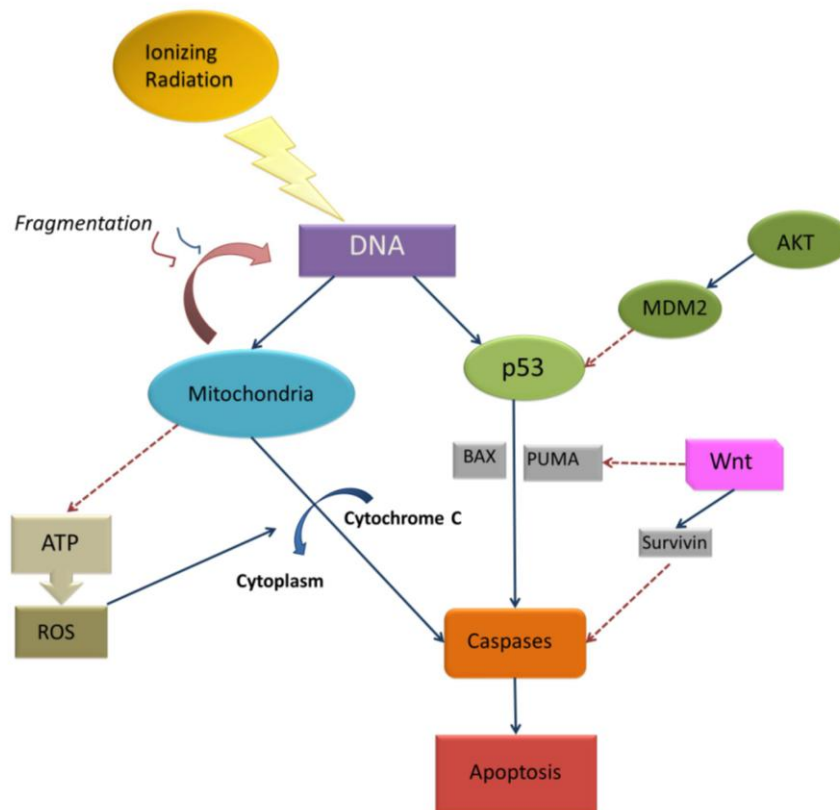 Ionizing
Radiation
Fragmentation
DNA
AKT
MDM2
p53
Mitochondria
BAX
PUMA
Wnt
Cytochrome C
ATP
Survivin
Cytoplasm
ROS
Caspases
Apoptosis